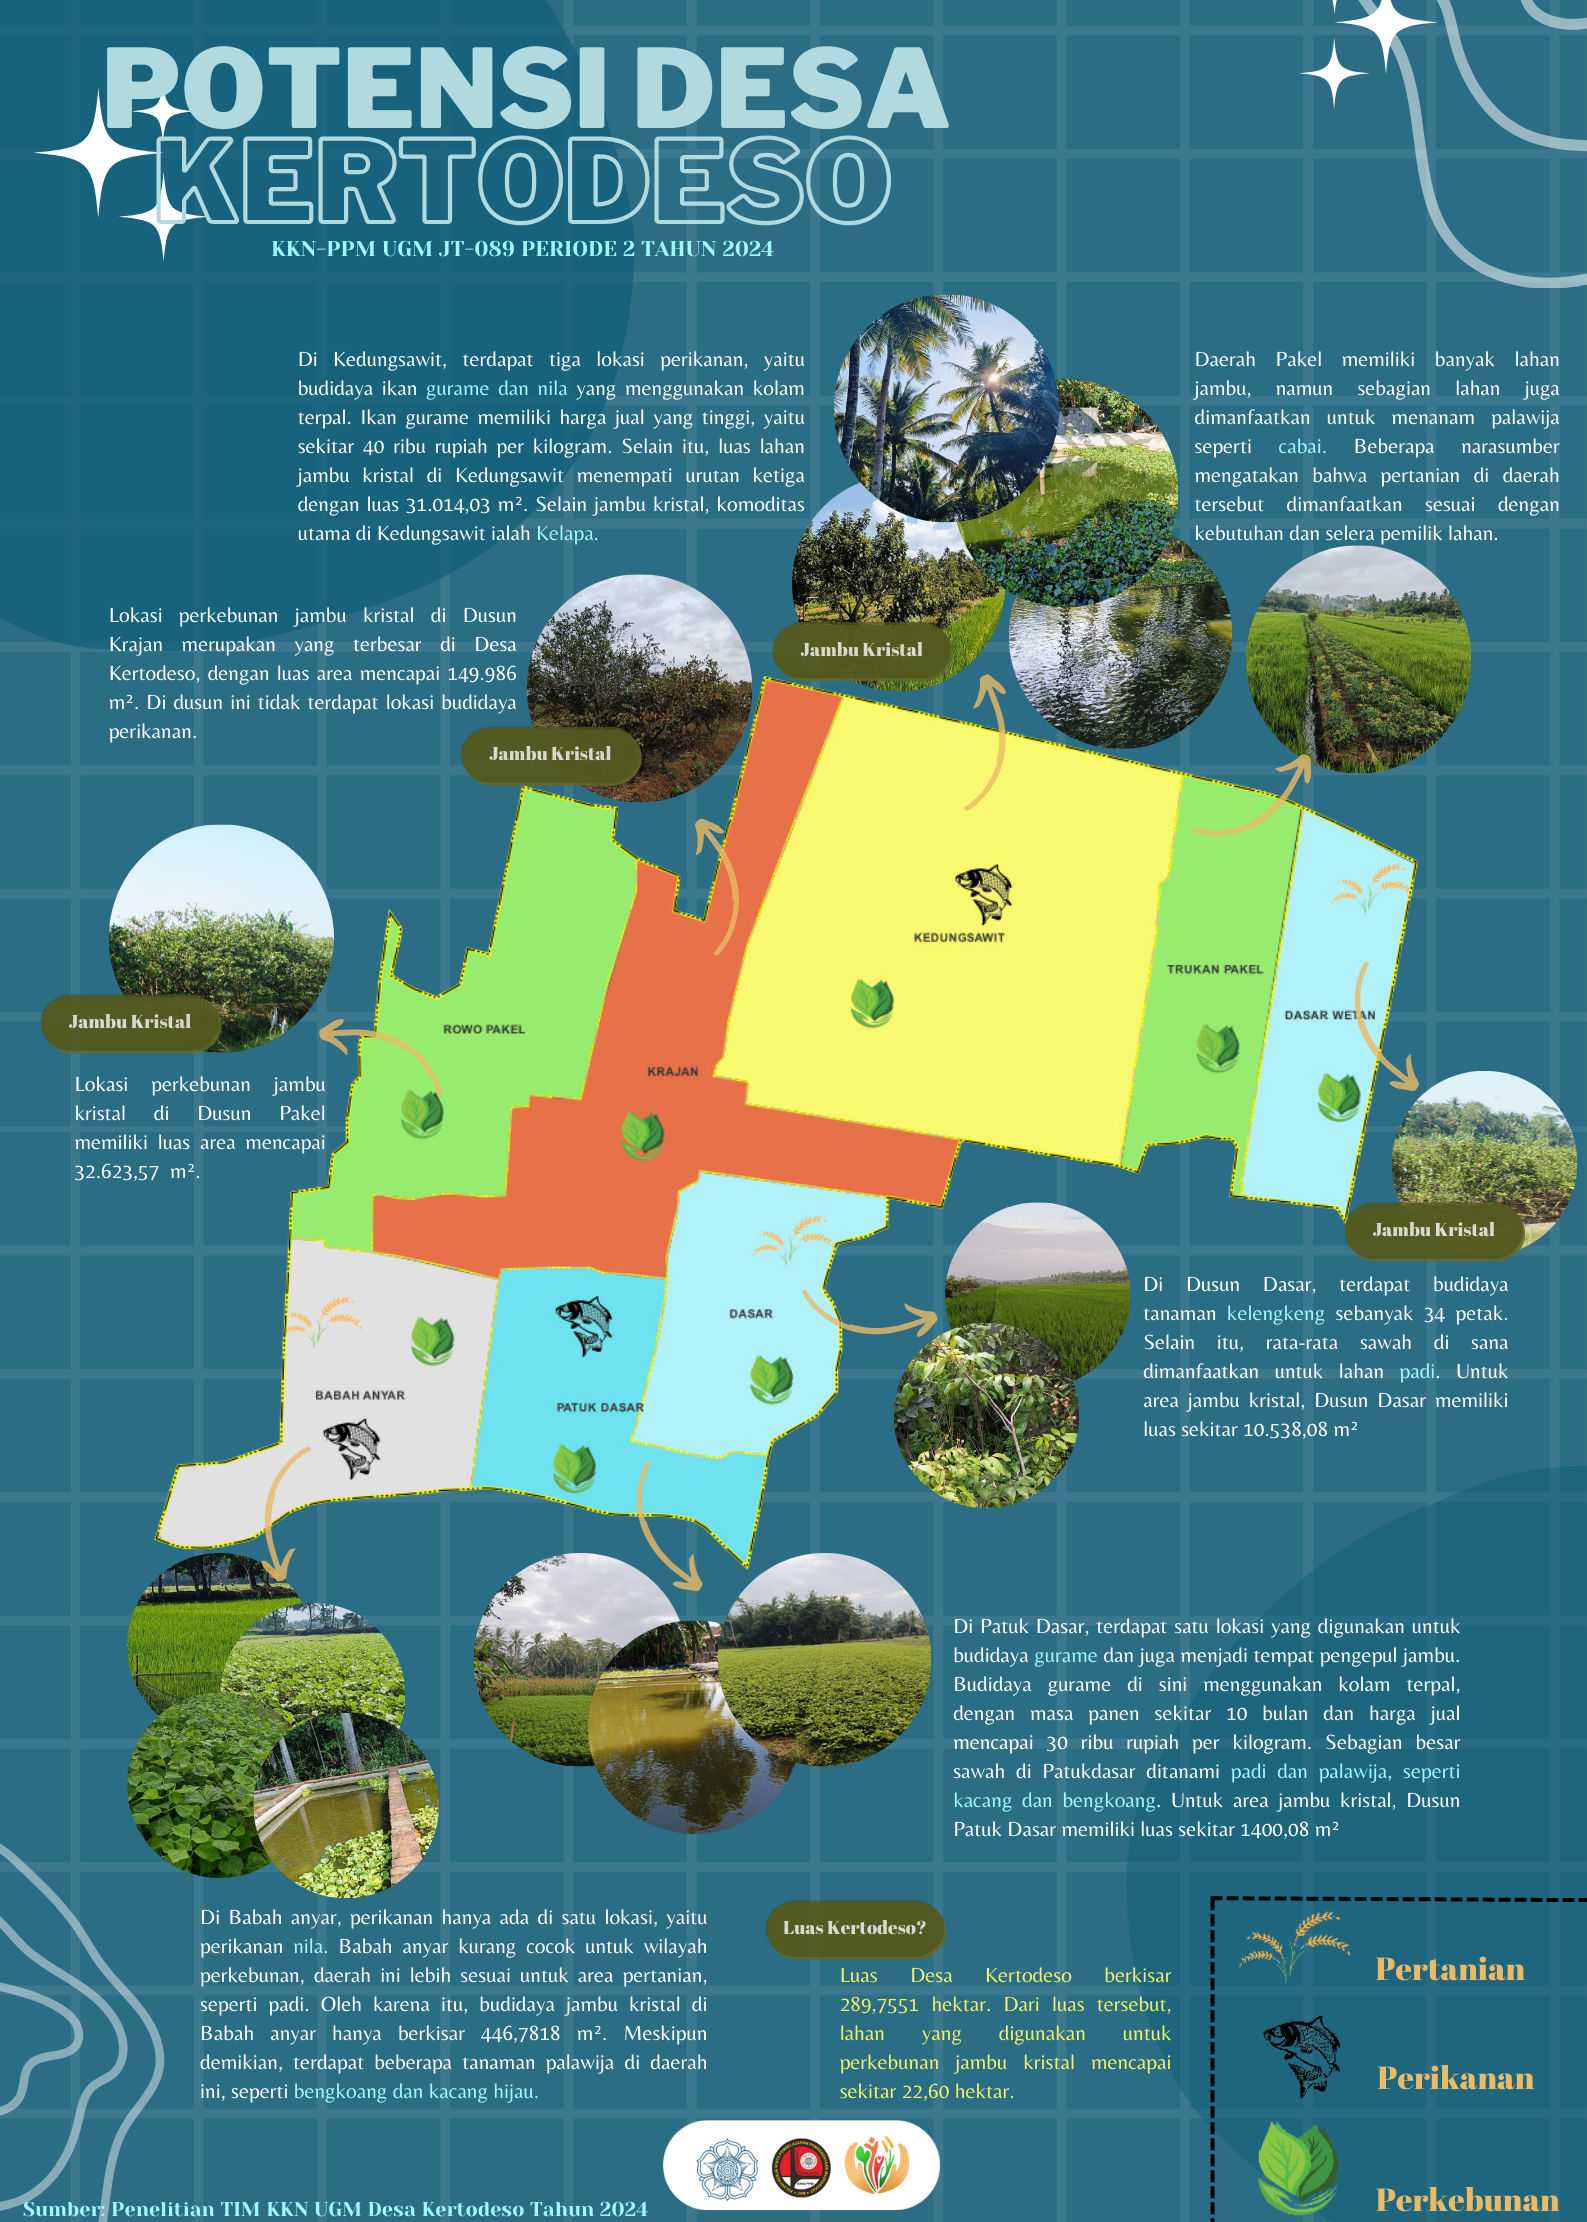 POTENSI DESA
KERTODESO
KKN-PPM UGM JT-089 PERIODE 2 TAHUN 2024
Di Kedungsawit, terdapat tiga lokasi perikanan, yaitu
budidaya ikan gurame dan nila yang menggunakan kolam
terpal. Ikan gurame memiliki harga jual yang tinggi, yaitu
sekitar 40 ribu rupiah per kilogram. Selain itu, luas lahan
jambu kristal di Kedungsawit menempati urutan ketiga
dengan luas 31.014,03 m². Selain jambu kristal, komoditas
utama di Kedungsawit ialah Kelapa.
Daerah Pakel memiliki banyak lahan
jambu, namun sebagian lahan juga
dimanfaatkan untuk menanam palawija
seperti cabai. Beberapa narasumber
mengatakan bahwa pertanian di daerah
tersebut dimanfaatkan sesuai dengan
kebutuhan dan selera pemilik lahan.
Lokasi perkebunan jambu kristal di Dusun
Krajan merupakan yang terbesar di Desa
Kertodeso, dengan luas area mencapai 149.986
m². Di dusun ini tidak terdapat lokasi budidaya
perikanan.
Jambu Kristal
Jambu Kristal
Jambu Kristal
Lokasi perkebunan jambu
kristal di Dusun Pakel
memiliki luas area mencapai
32.623,57 m².
KEDUNGSAWIT
TRUKAN PAKEL
DASAR WETAN
ROWO PAKEL
KRAJAN
DASAR
BABAH ANYAR
PATUK DASAR
Jambu Kristal
Di Dusun Dasar, terdapat budidaya
tanaman kelengkeng sebanyak 34 petak.
Selain itu, rata-rata sawah di sana
dimanfaatkan untuk lahan padi. Untuk
area jambu kristal, Dusun Dasar memiliki
luas sekitar 10.538,08 m²
Di Patuk Dasar, terdapat satu lokasi yang digunakan untuk
budidaya gurame dan juga menjadi tempat pengepul jambu.
Budidaya gurame di sini menggunakan kolam terpal,
dengan masa panen sekitar 10 bulan dan harga jual
mencapai 30 ribu rupiah per kilogram. Sebagian besar
sawah di Patukdasar ditanami padi dan palawija, seperti
kacang dan bengkoang. Untuk area jambu kristal, Dusun
Patuk Dasar memiliki luas sekitar 1400,08 m²
Di Babah anyar, perikanan hanya ada di satu lokasi, yaitu
perikanan nila. Babah anyar kurang cocok untuk wilayah
perkebunan, daerah ini lebih sesuai untuk area pertanian,
seperti padi. Oleh karena itu, budidaya jambu kristal di
Babah anyar hanya berkisar 446,7818 m². Meskipun
demikian, terdapat beberapa tanaman palawija di daerah
ini, seperti bengkoang dan kacang hijau.
Luas Kertodeso?
Luas Desa Kertodeso berkisar
289,7551 hektar. Dari luas tersebut,
lahan yang digunakan untuk
perkebunan jambu kristal mencapai
sekitar 22,60 hektar.
Pertanian
Perikanan
Perkebunan
Sumber: Penelitian TIM KKN UGM Desa Kertodeso Tahun 2024